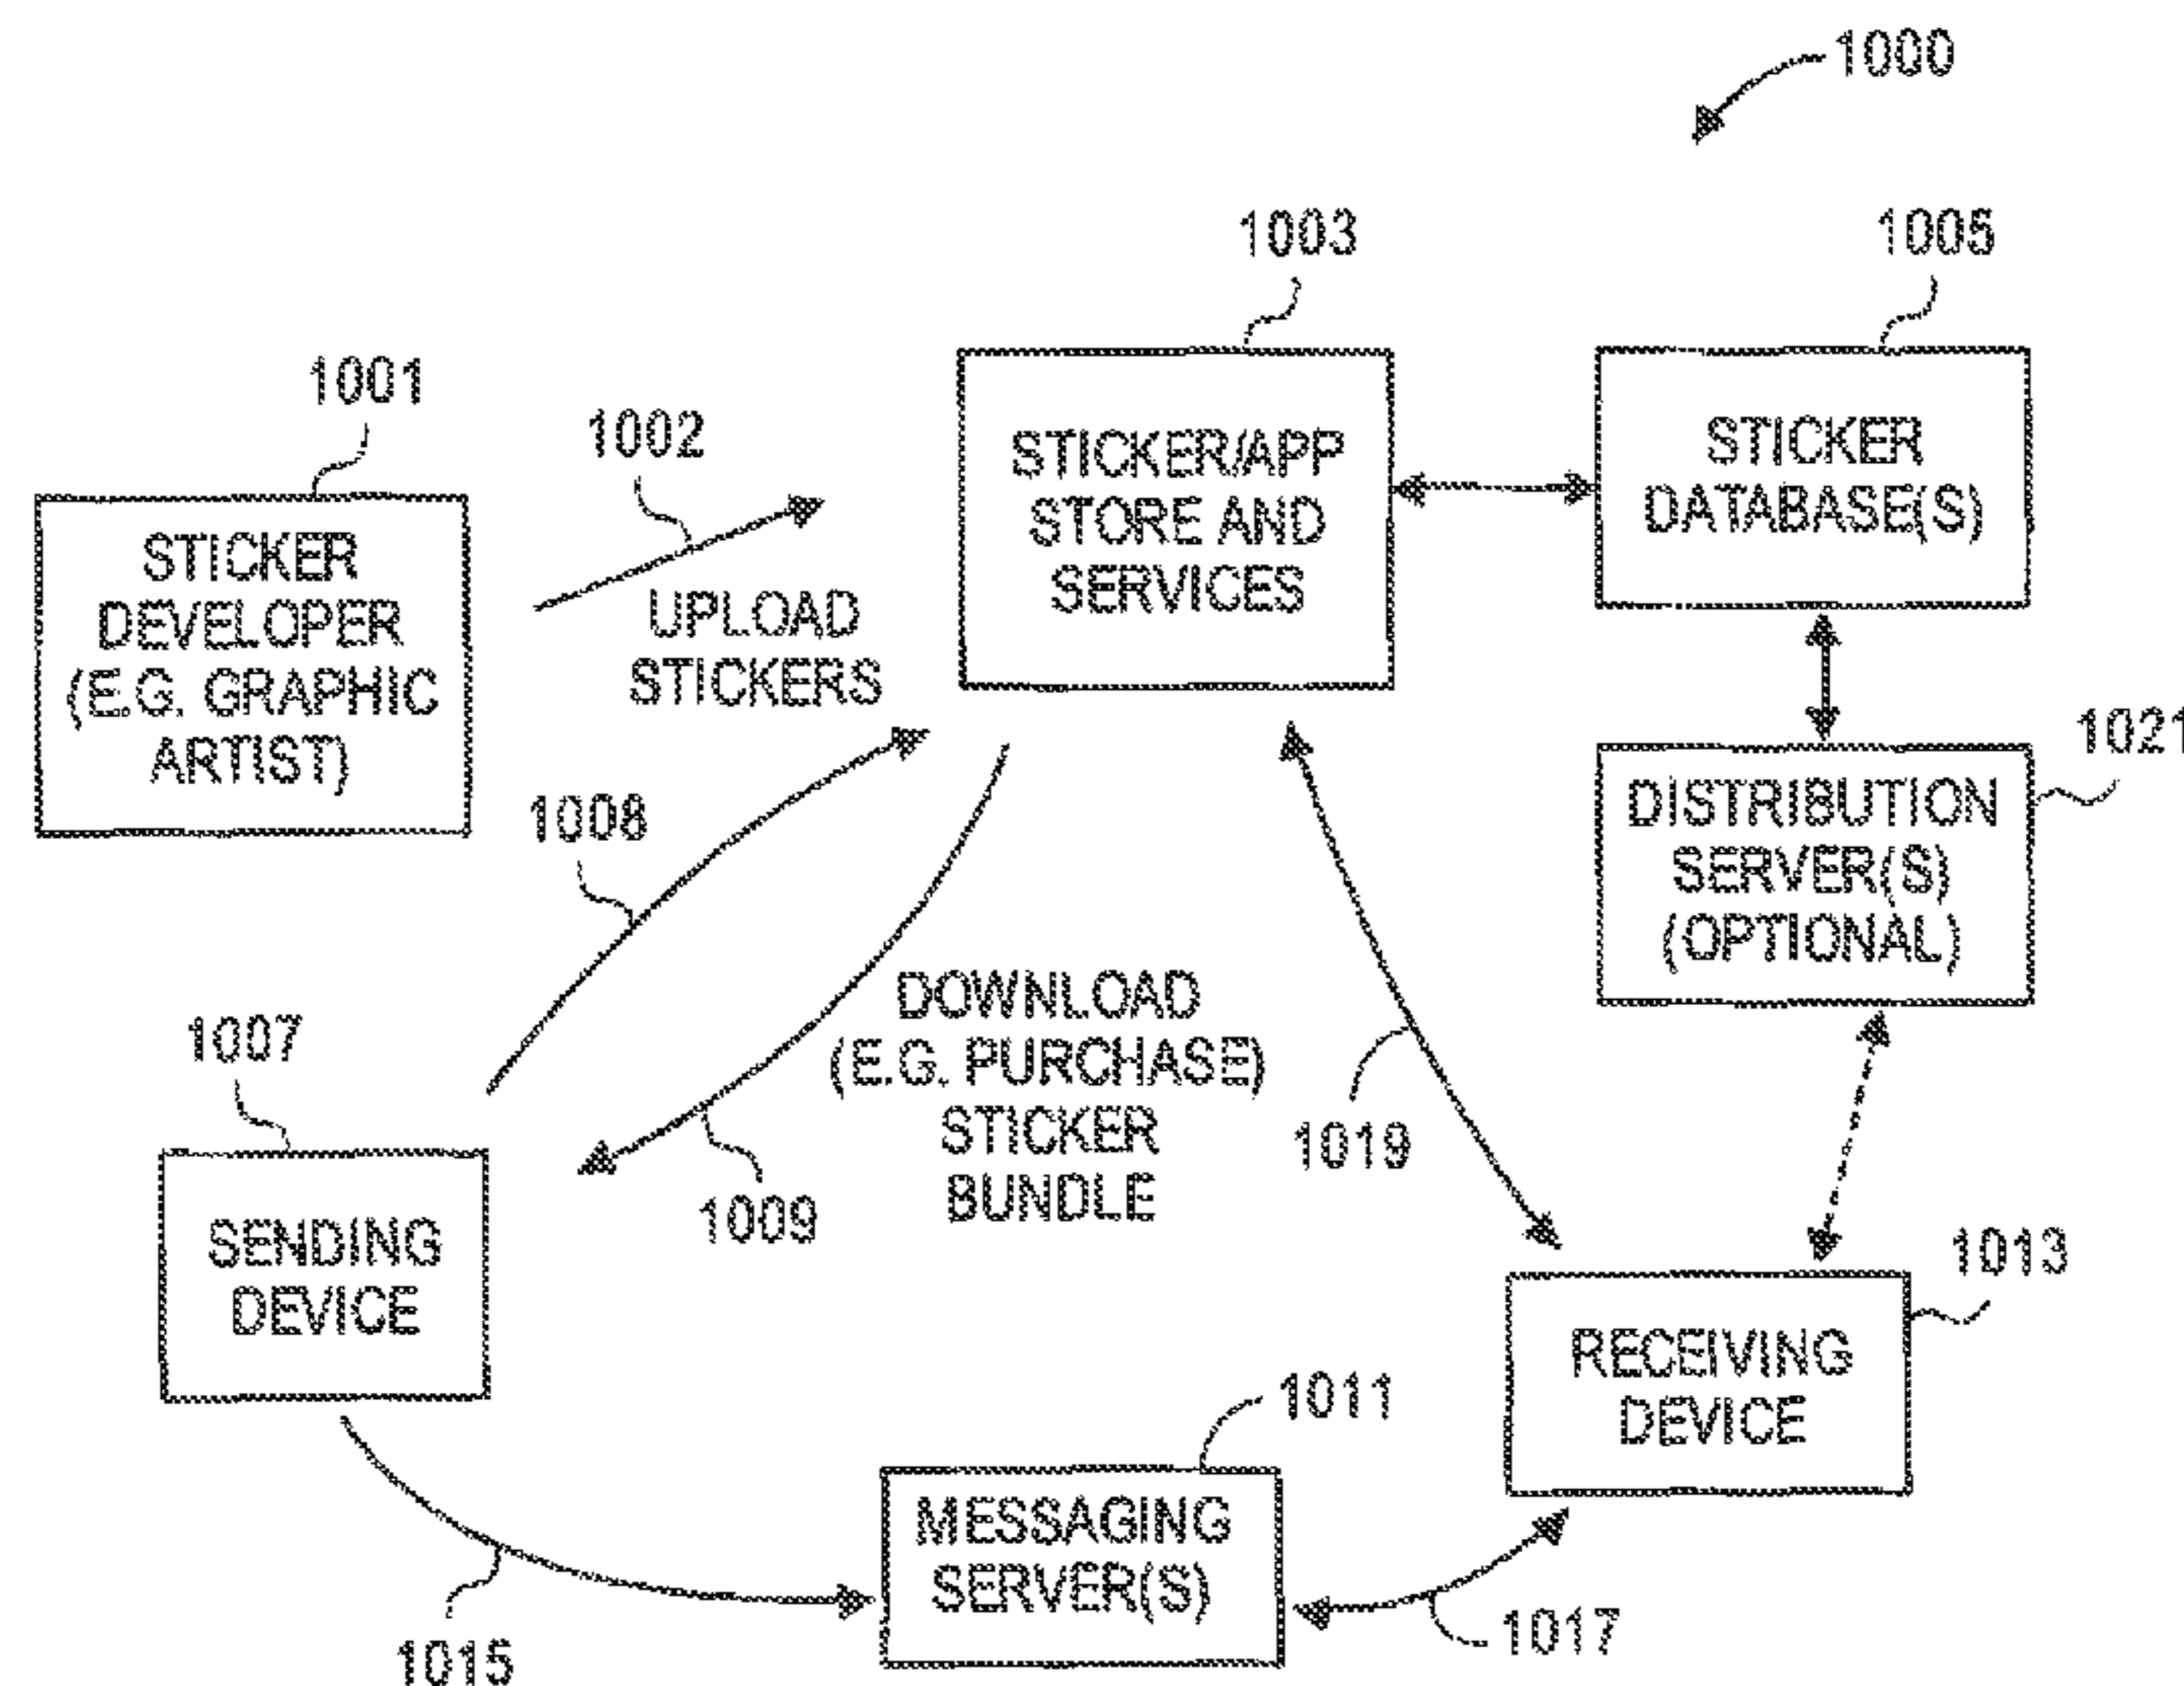 1000
1003
1005
1001
1002
STICKER/APP
STORE AND
SERVICES
STICKER
DATABASE(S)
STICKER
DEVELOPER
(E.G. GRAPHIC
ARTIST)
UPLOAD
STICKERS
1021
DISTRIBUTION
SERVER(S)
(OPTIONAL)
1008
DOWNLOAD
(E.G. PURCHASE)
STICKER
BUNDLE
1007
1009
1019
SENDING
DEVICE
1013
RECEIVING
DEVICE
1011
MESSAGING
SERVER(S)
1015
1017